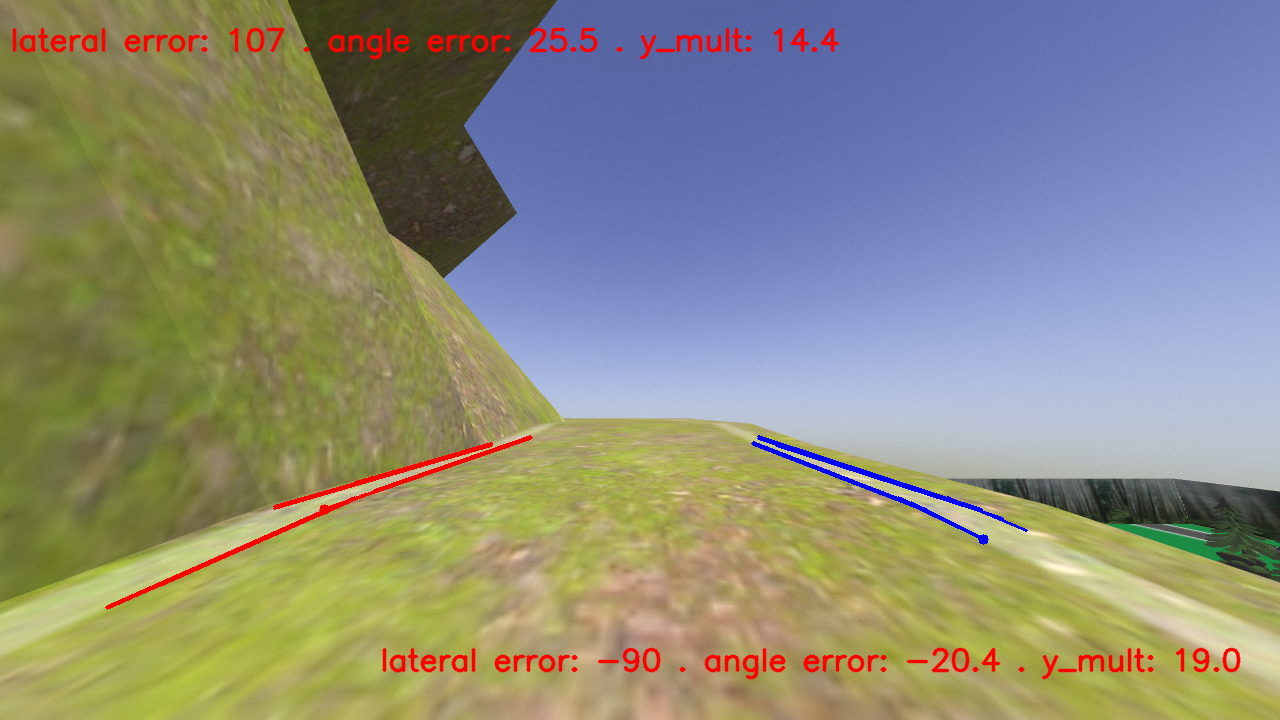 lateral error: 107 . angle error: 25.5 . y_mult: 14.4
lateral error: -90 . angle error: -20.4 . y_mult: 19.0